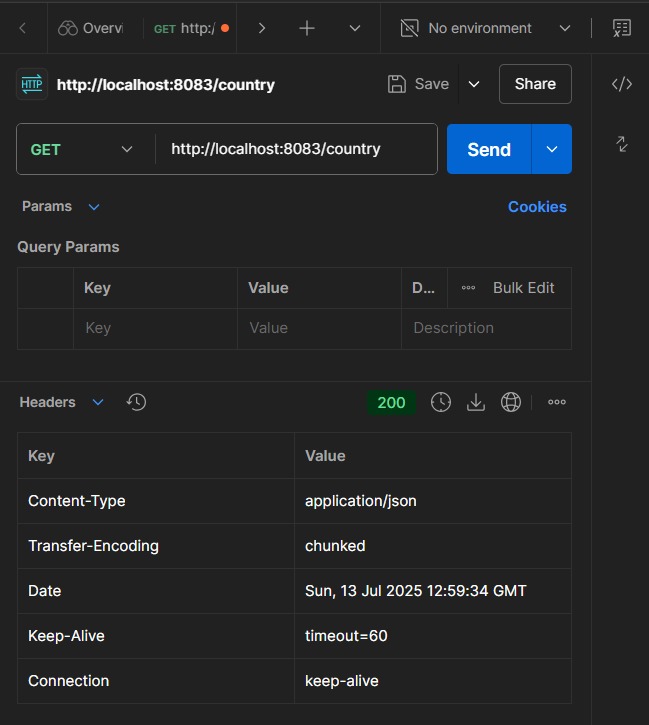 Overvi GET http:/ No environment
HTTP http://localhost:8083/country Save Share
GET http://localhost:8083/country Send
Params Cookies
Query Params
Key Value D... Bulk Edit
Key Value Description
Headers 200
Key Value
Content-Type application/json
Transfer-Encoding chunked
Date Sun, 13 Jul 2025 12:59:34 GMT
Keep-Alive timeout=60
Connection keep-alive